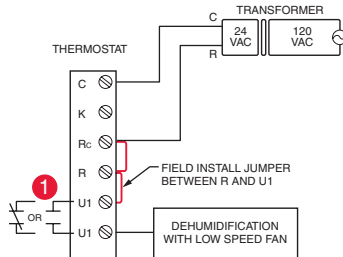 TRANSFORMER
C
24
VAC
120
VAC
R
THERMOSTAT
C
K
Rc
R
FIELD INSTALL JUMPER
BETWEEN R AND U1
1
U1
OR
U1
DEHUMIDIFICATION
WITH LOW SPEED FAN